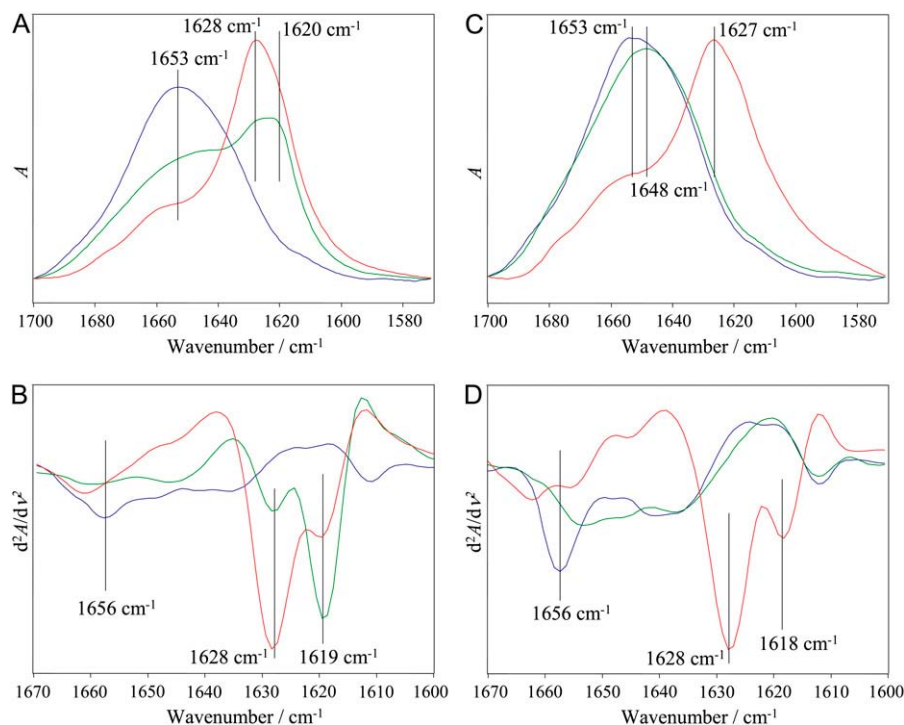 A
1628 cm⁻¹
1620 cm⁻¹
1653 cm⁻¹
A
1700 1680 1660 1640 1620 1600 1580
Wavenumber / cm⁻¹
C
1653 cm⁻¹
1627 cm⁻¹
1648 cm⁻¹
A
1700 1680 1660 1640 1620 1600 1580
Wavenumber / cm⁻¹
B
1656 cm⁻¹
1628 cm⁻¹
1619 cm⁻¹
d²A/dν²
1670 1660 1650 1640 1630 1620 1610 1600
Wavenumber / cm⁻¹
D
1656 cm⁻¹
1618 cm⁻¹
1628 cm⁻¹
d²A/dν²
1670 1660 1650 1640 1630 1620 1610 1600
Wavenumber / cm⁻¹